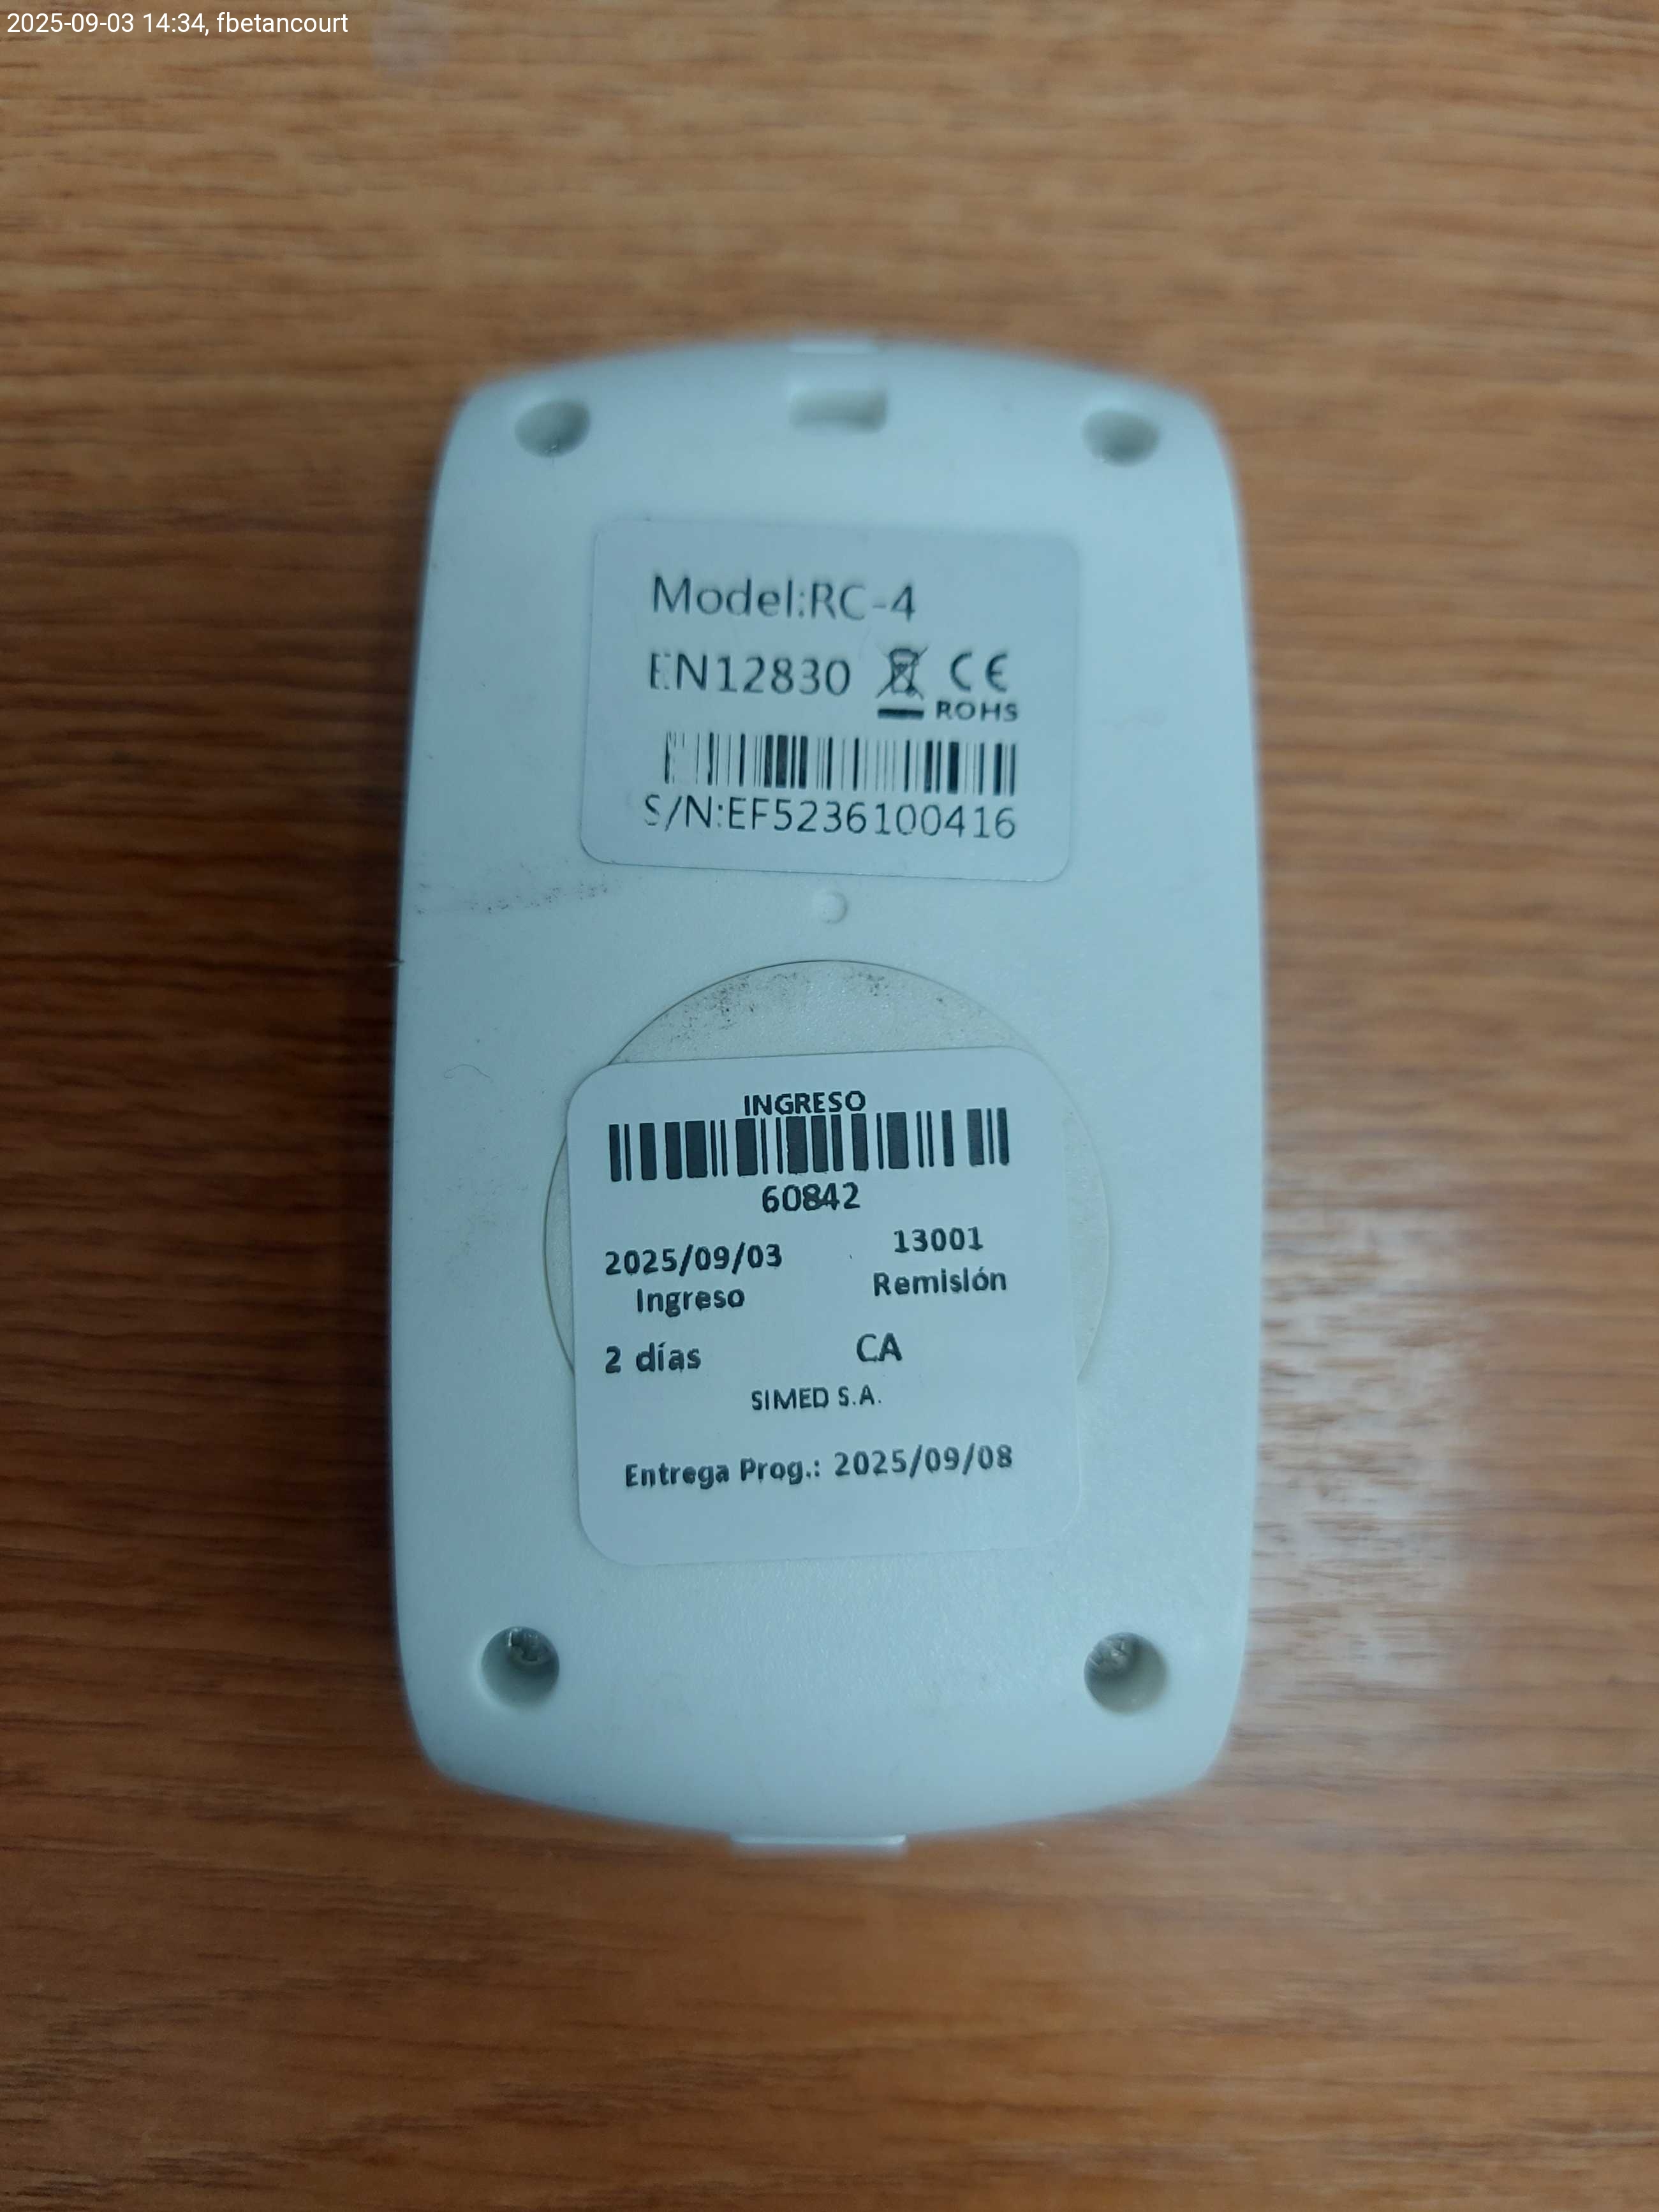 2025-09-03 14:34, fbetancourt
Model:RC-4
EN12830 CE
ROHS
S/N:EF5236100416
INGRESO
60842
2025/09/03 13001
Ingreso Remisión
2 días CA
SIMED S.A.
Entrega Prog.: 2025/09/08